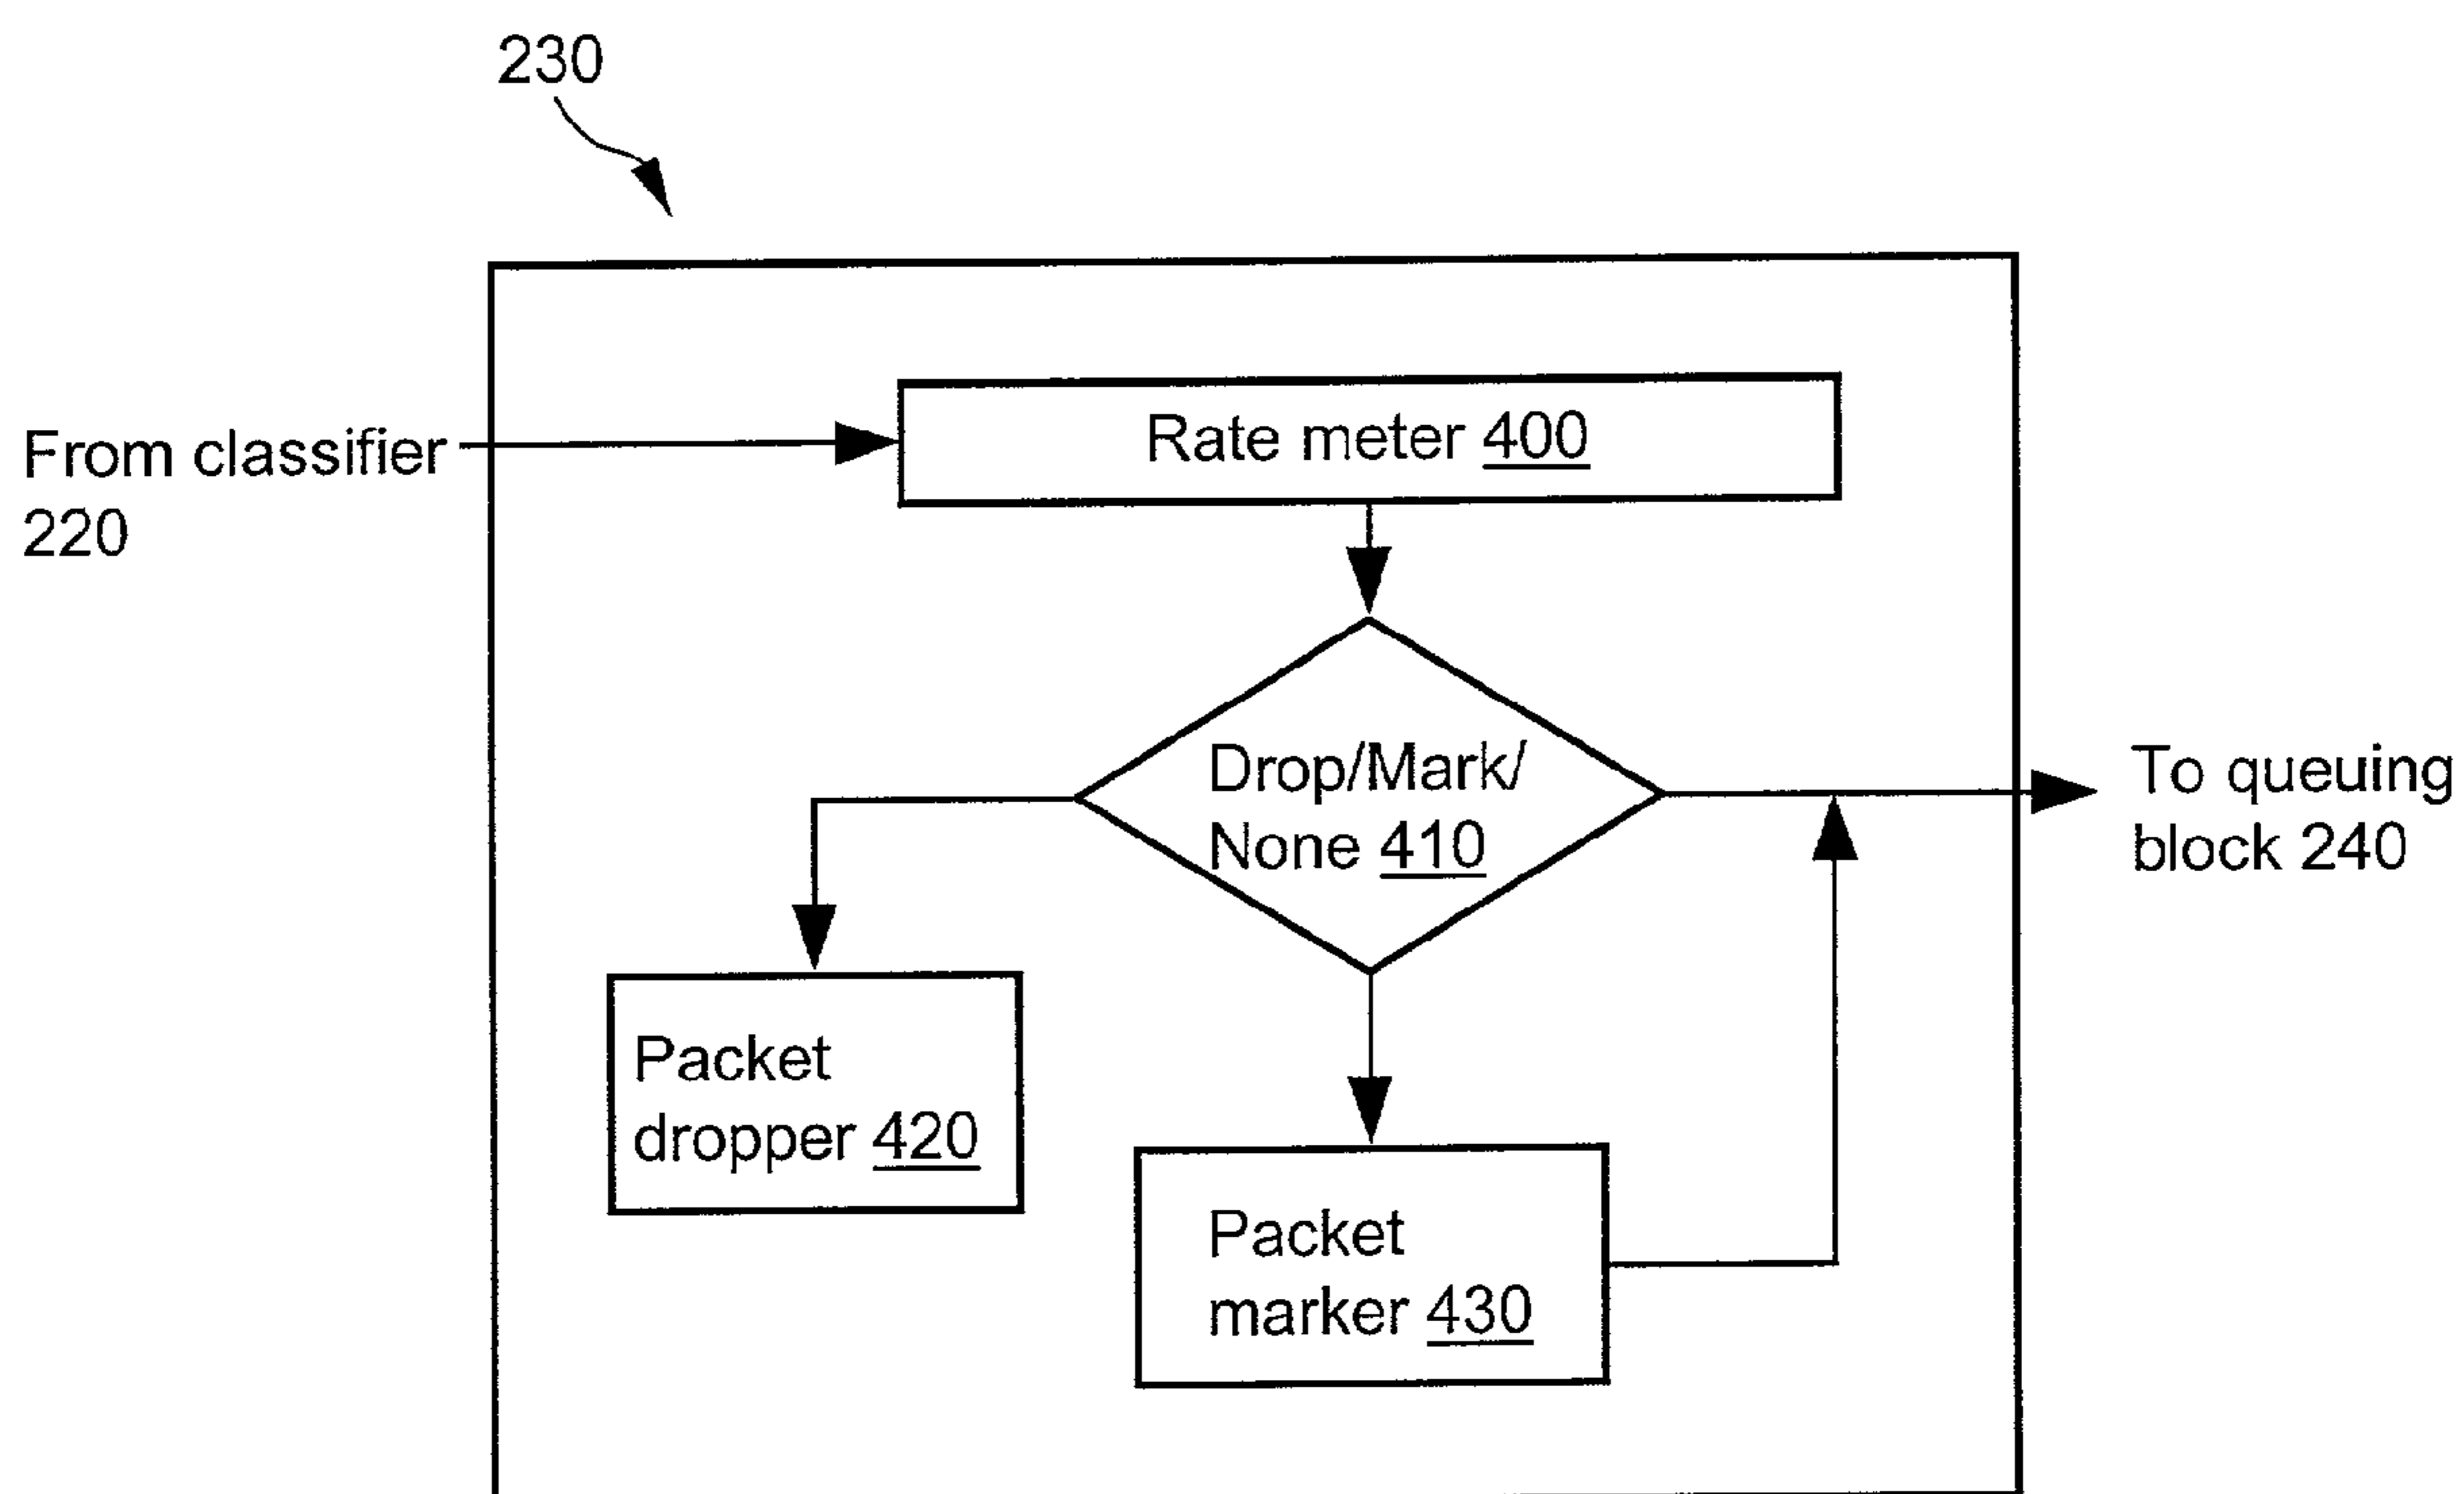 230
From classifier
220
Rate meter 400
Drop/Mark/
None 410
To queuing
block 240
Packet
dropper 420
Packet
marker 430